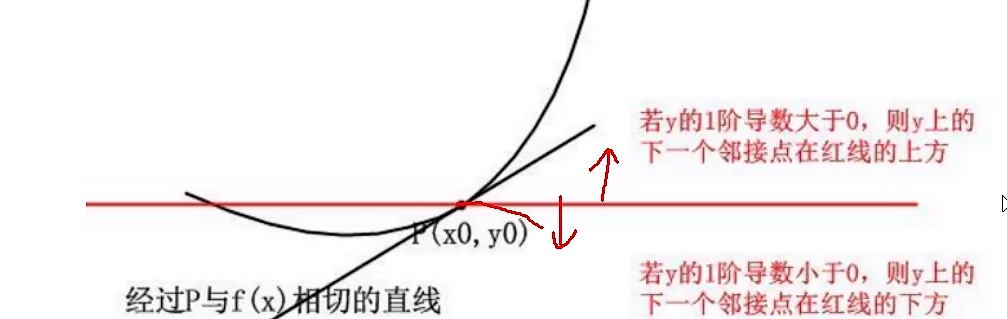 若y的1阶导数大于0，则y上的
下一个邻接点在红线的上方
P(x0,y0)
若y的1阶导数小于0，则y上的
下一个邻接点在红线的下方
经过P与f(x)相切的直线